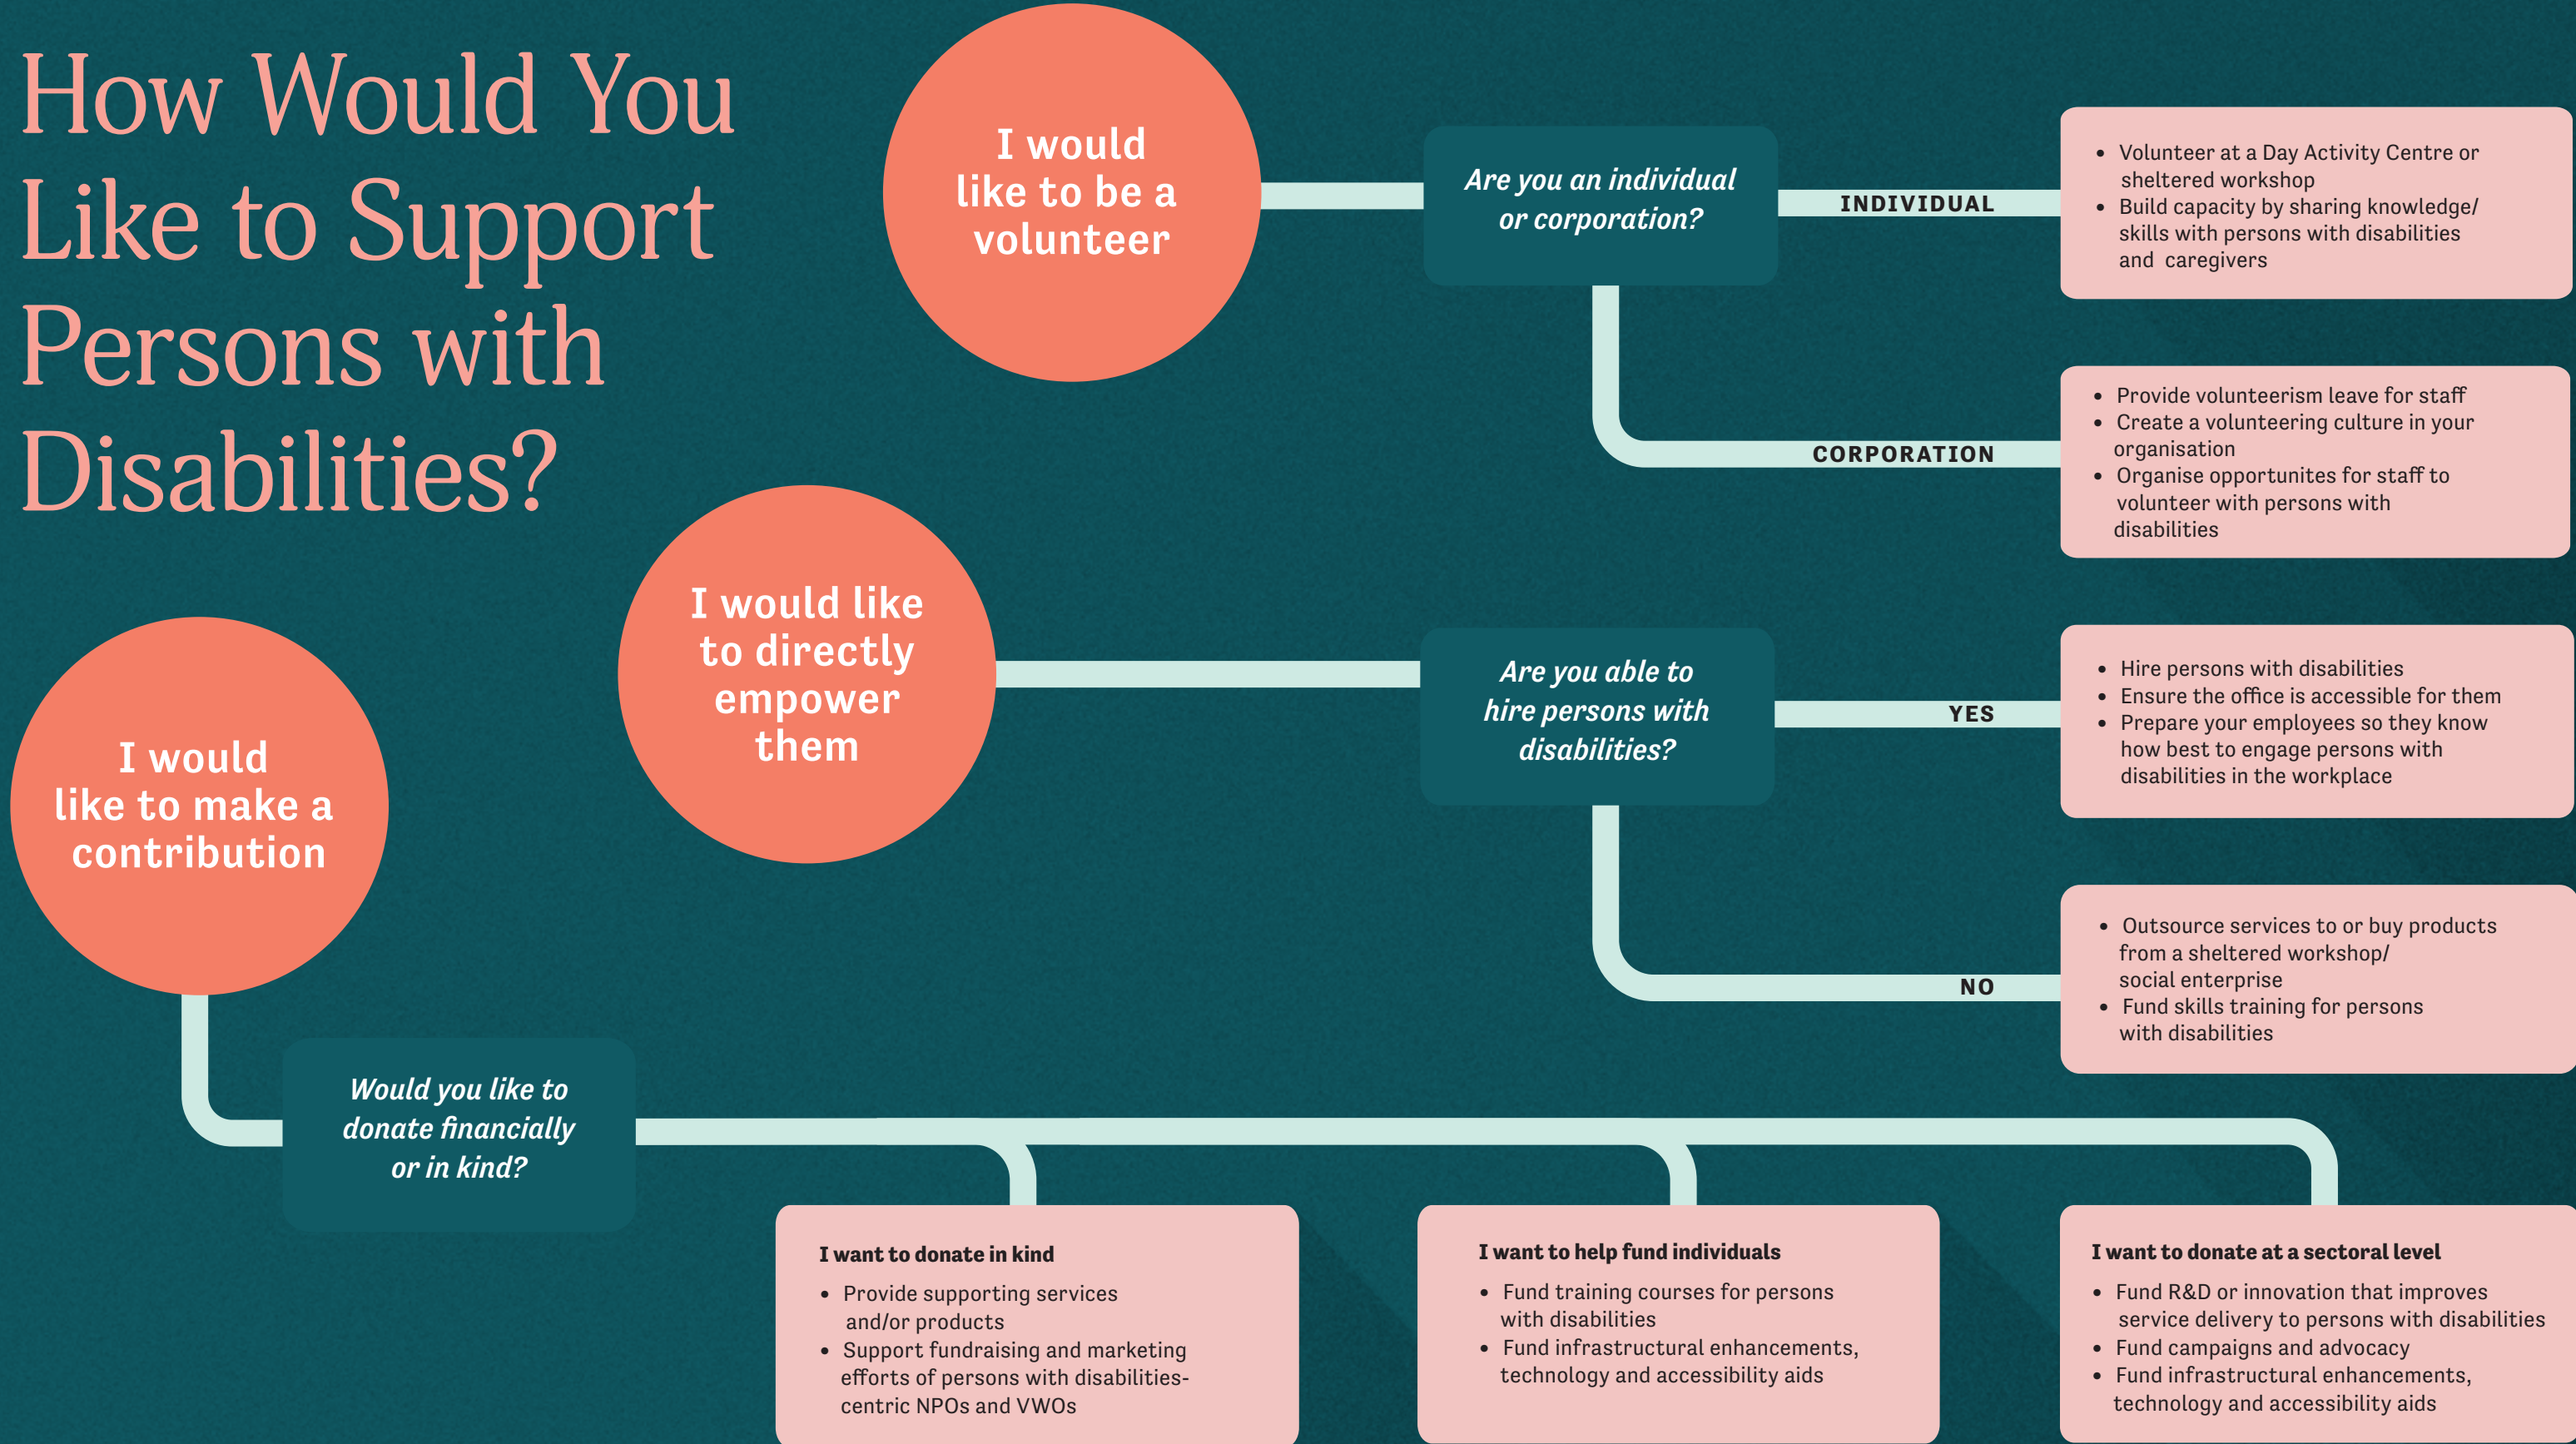 How Would You
Like to Support
Persons with
Disabilities?
I would
like to be a
volunteer
Are you an individual
or corporation?
INDIVIDUAL
• Volunteer at a Day Activity Centre or
sheltered workshop
• Build capacity by sharing knowledge/
skills with persons with disabilities
and caregivers
CORPORATION
• Provide volunteerism leave for staff
• Create a volunteering culture in your
organisation
• Organise opportunites for staff to
volunteer with persons with
disabilities
I would like
to directly
empower
them
Are you able to
hire persons with
disabilities?
YES
• Hire persons with disabilities
• Ensure the office is accessible for them
• Prepare your employees so they know
how best to engage persons with
disabilities in the workplace
NO
• Outsource services to or buy products
from a sheltered workshop/
social enterprise
• Fund skills training for persons
with disabilities
I would
like to make a
contribution
Would you like to
donate financially
or in kind?
I want to donate in kind
• Provide supporting services
and/or products
• Support fundraising and marketing
efforts of persons with disabilities-
centric NPOs and VWOs
I want to help fund individuals
• Fund training courses for persons
with disabilities
• Fund infrastructural enhancements,
technology and accessibility aids
I want to donate at a sectoral level
• Fund R&D or innovation that improves
service delivery to persons with disabilities
• Fund campaigns and advocacy
• Fund infrastructural enhancements,
technology and accessibility aids